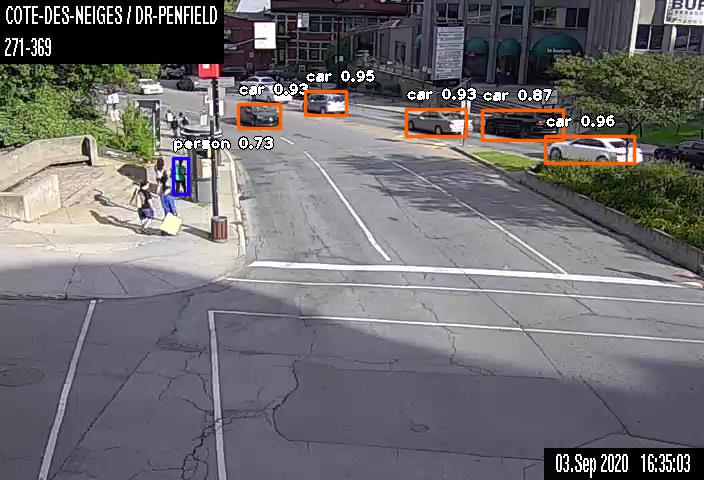 COTE-DES-NEIGES / DR-PENFIELD
271-369
BUR
car 0.95
car 0.93
car 0.93
car 0.87
car 0.96
person 0.73
03.Sep 2020 16:35:03